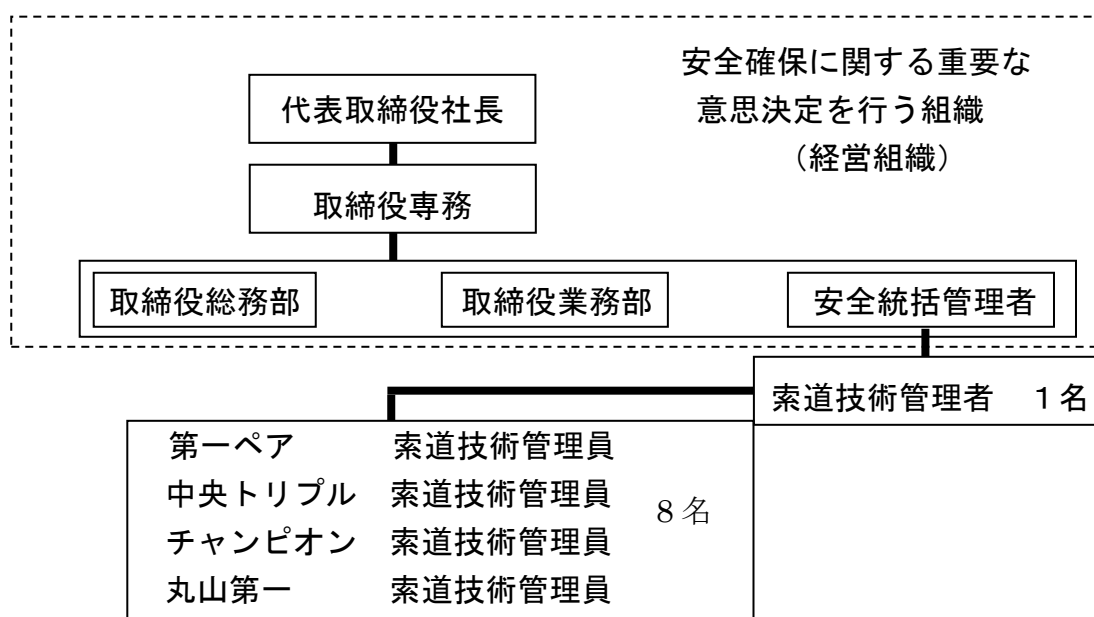 安全確保に関する重要な
意思決定を行う組織
（経営組織）
代表取締役社長
取締役専務
取締役総務部 取締役業務部 安全統括管理者
索道技術管理者 １名
第一ペア 索道技術管理員
中央トリプル 索道技術管理員
８名
チャンピオン 索道技術管理員
丸山第一 索道技術管理員